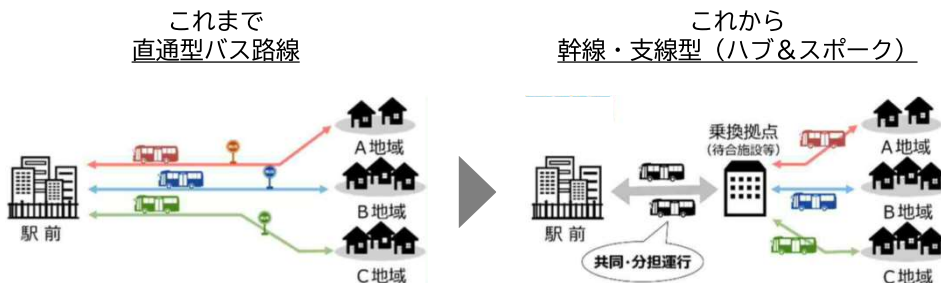 これまで
直通型バス路線
A地域
B地域
C地域
駅前
これから
幹線・支線型（ハブ＆スポーク）
乗換拠点
（待合施設等）
A地域
B地域
C地域
駅前
共同・分担運行